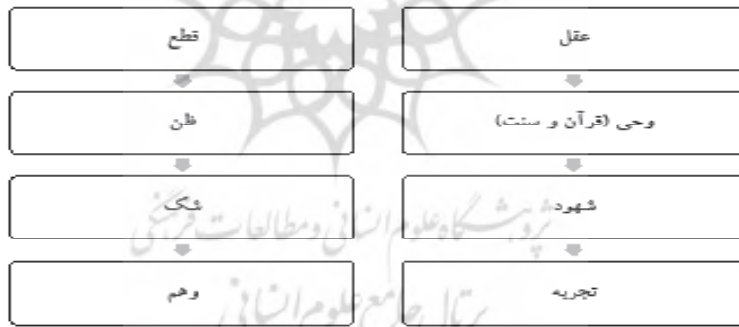 عقل
وحی (قرآن و سنت)
شهود
تجربه
قطع
ظن
شک
وهم
پژوهشگاه علوم انسانی و مطالعات فرهنگی
پرتال جامع علوم انسانی